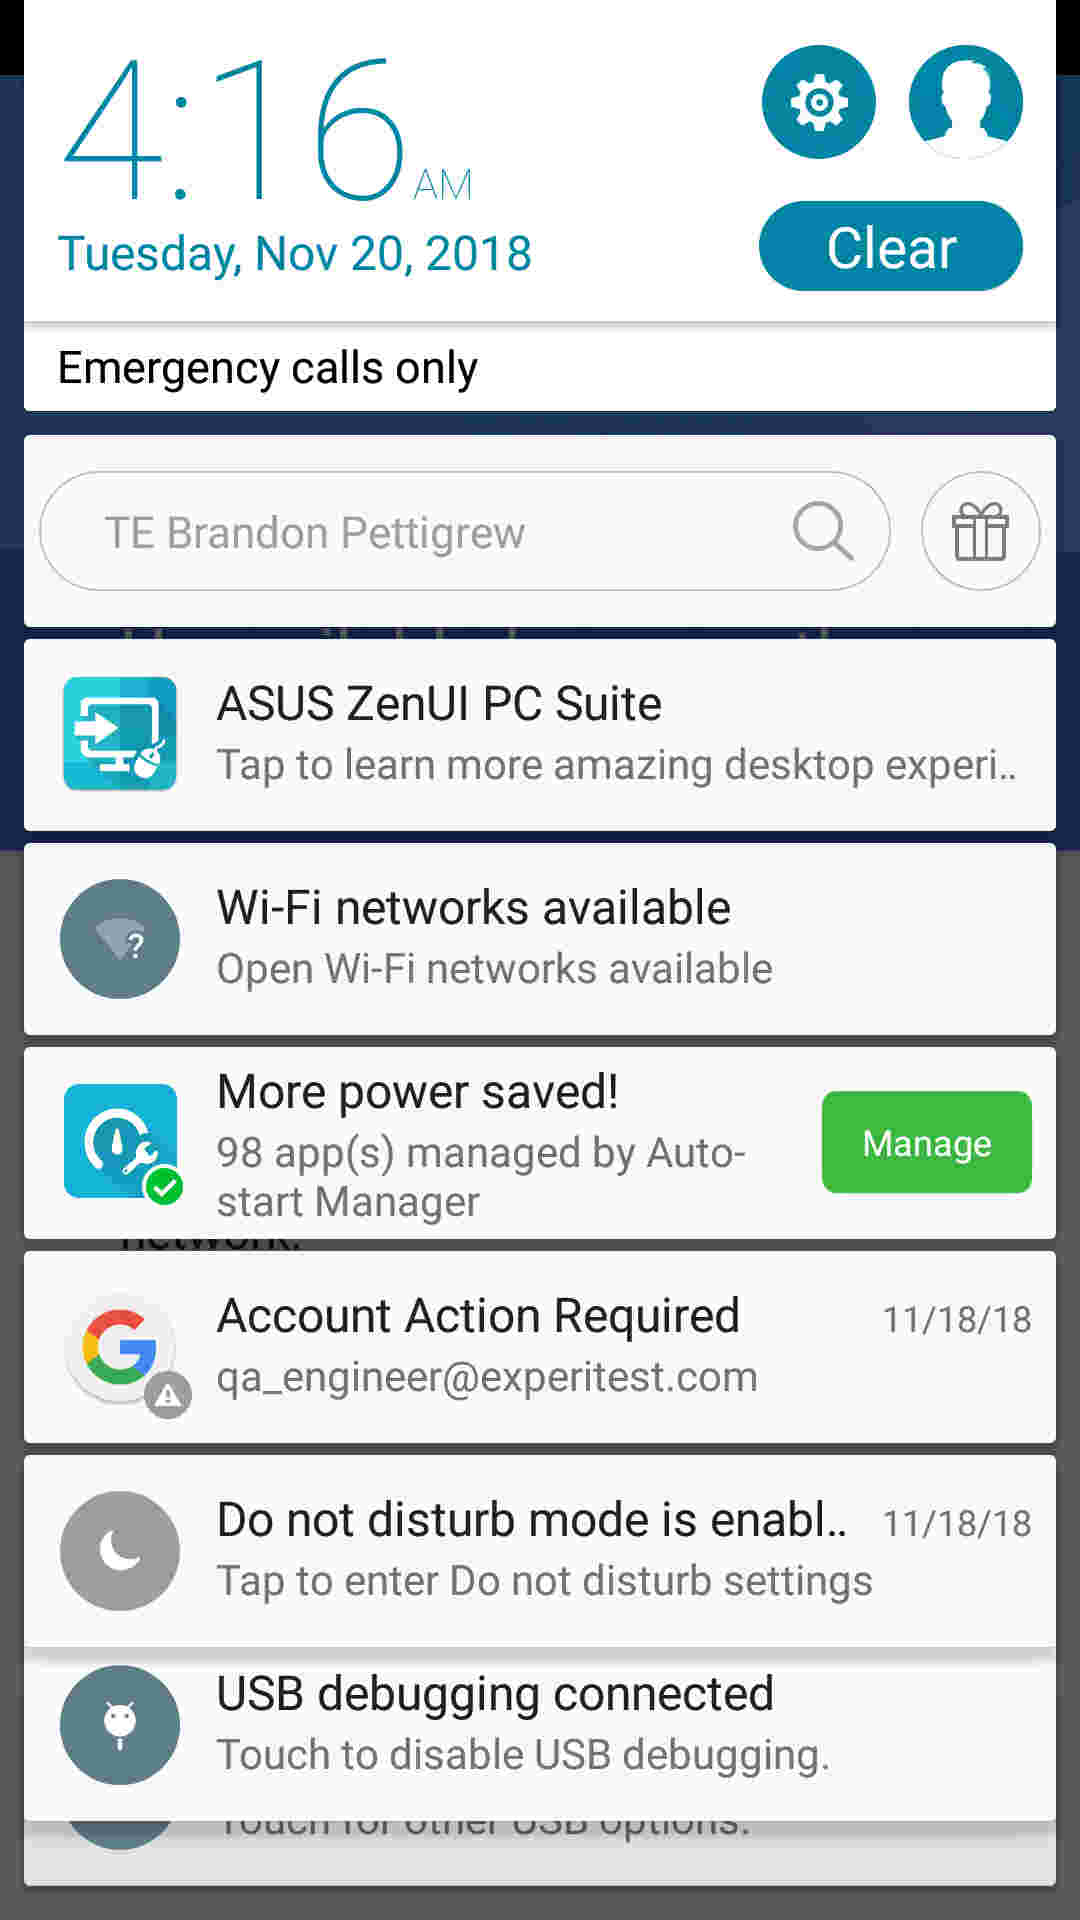 4:16 AM
Tuesday, Nov 20, 2018
Clear
Emergency calls only
TE Brandon Pettigrew
ASUS ZenUI PC Suite
Tap to learn more amazing desktop experi..
Wi-Fi networks available
Open Wi-Fi networks available
More power saved!
98 app(s) managed by Auto-
start Manager
Manage
network.
Account Action Required
11/18/18
qa_engineer@experitest.com
Do not disturb mode is enabl..
11/18/18
Tap to enter Do not disturb settings
USB debugging connected
Touch to disable USB debugging.
Touch for other USB options.